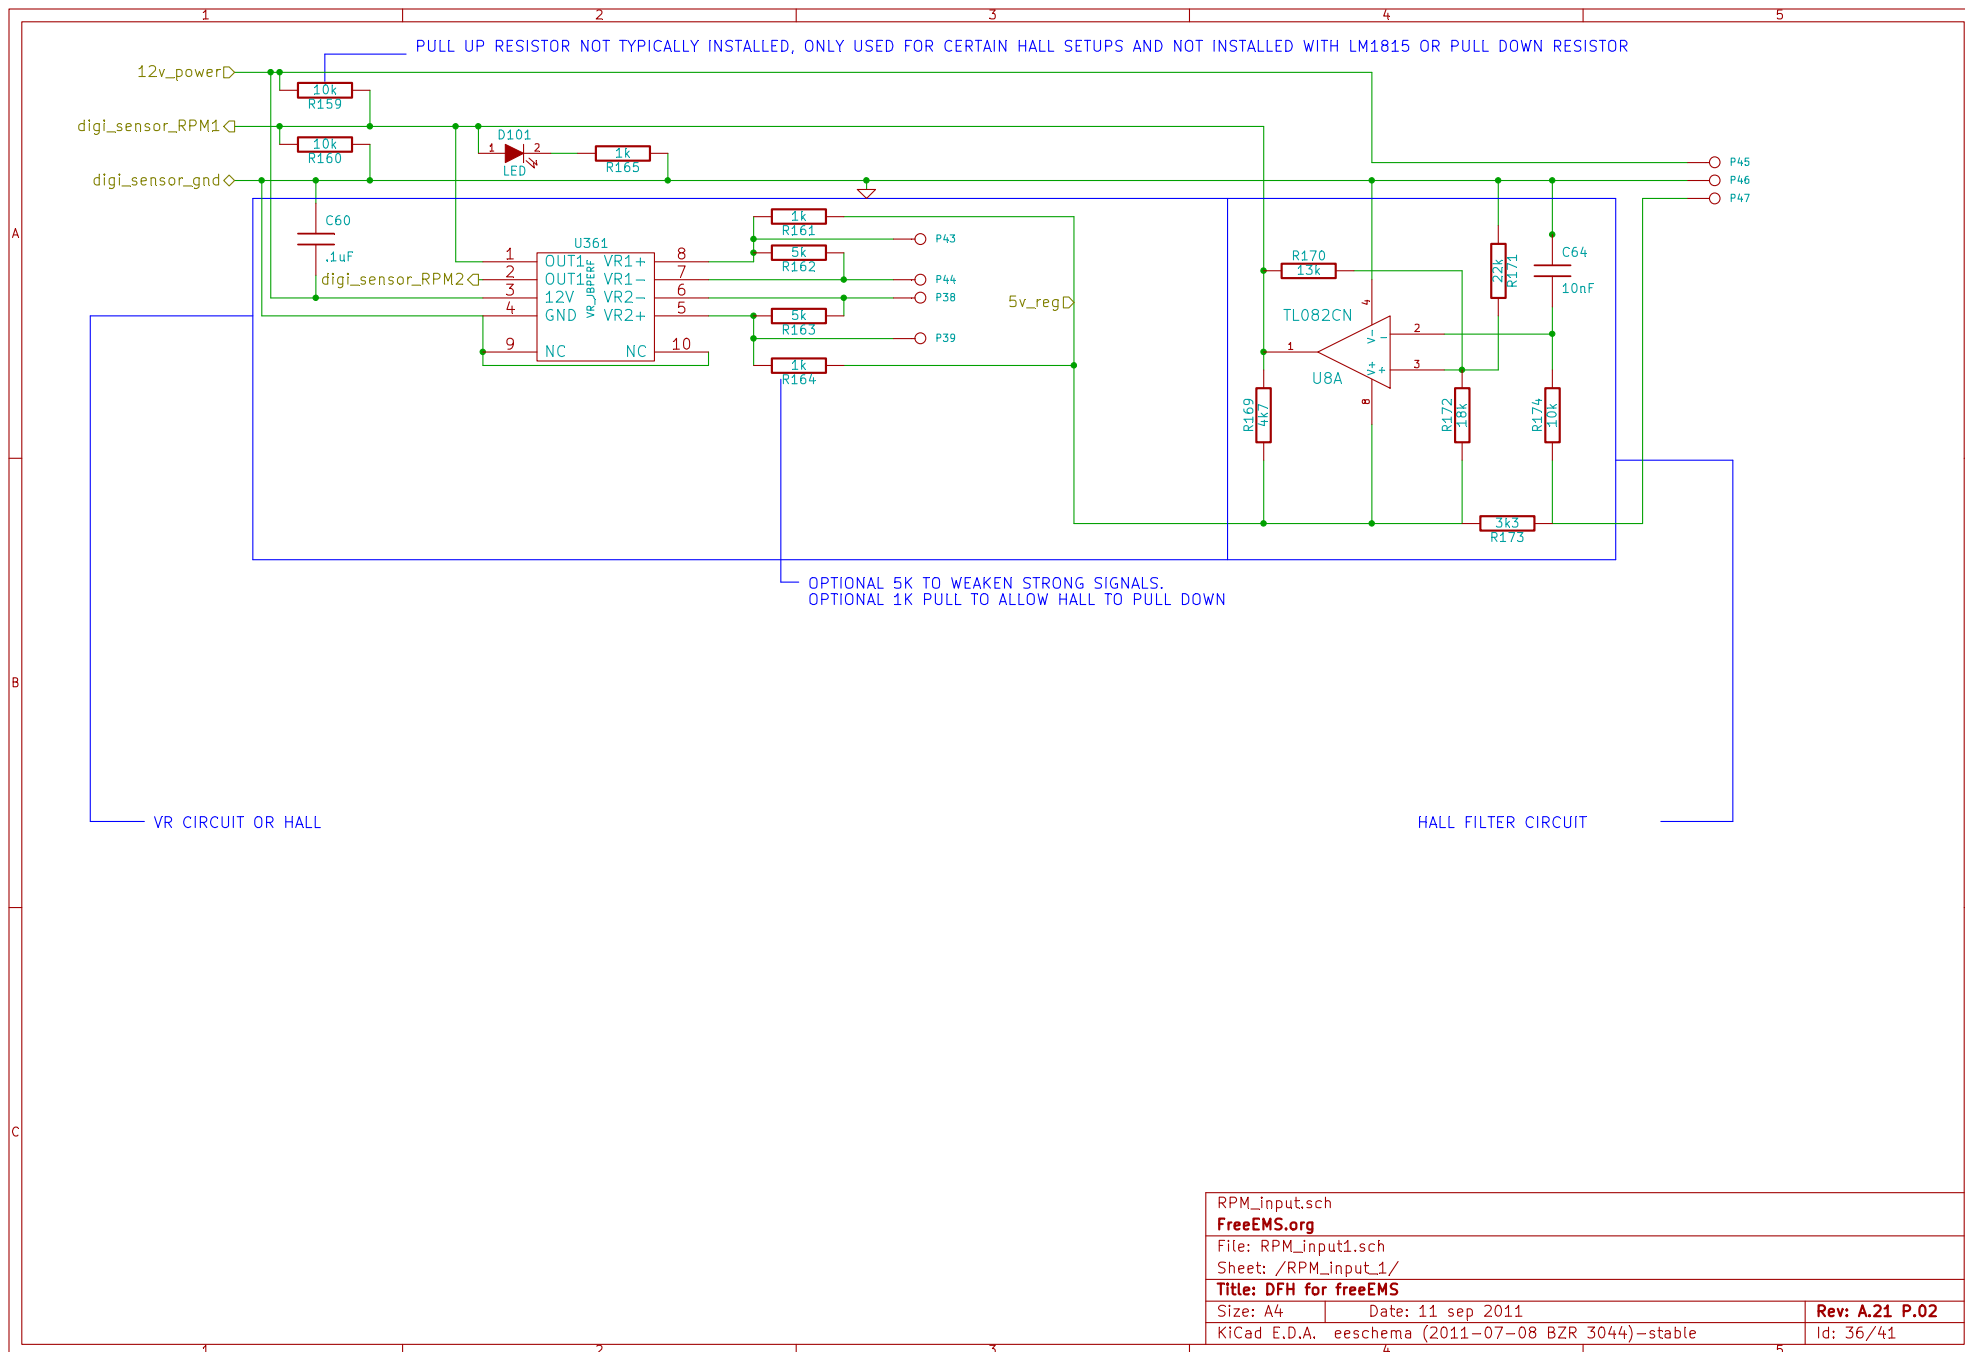 1 2 3 4 5
PULL UP RESISTOR NOT TYPICALLY INSTALLED, ONLY USED FOR CERTAIN HALL SETUPS AND NOT INSTALLED WITH LM1815 OR PULL DOWN RESISTOR
12v_power
10k
R159
digi_sensor_RPM1
10k
R160
D101
1 2
LED
1k
R165
digi_sensor_gnd
P45
P46
P47
A
C60
.1uF
1k
R161
P43
5k
R162
P44
P38
5k
R163
P39
1k
R164
U361
VR_JBPERF
1 OUT1 VR1+ 8
digi_sensor_RPM2 2 OUT1 VR1- 7
3 12V VR2- 6
4 GND VR2+ 5
9 NC NC 10
5v_reg
R170
13k
22k
R171
C64
10nF
TL082CN
U8A
4
V-
-
2
1
V+
+
3
8
R169
4k7
R172
18k
R174
10k
3k3
R173
OPTIONAL 5K TO WEAKEN STRONG SIGNALS.
OPTIONAL 1K PULL TO ALLOW HALL TO PULL DOWN
B
VR CIRCUIT OR HALL
HALL FILTER CIRCUIT
C
RPM_input.sch
FreeEMS.org
File: RPM_input1.sch
Sheet: /RPM_input_1/
Title: DFH for freeEMS
Size: A4 Date: 11 sep 2011 Rev: A.21 P.02
KiCad E.D.A. eeschema (2011-07-08 BZR 3044)-stable Id: 36/41
1 2 3 4 5